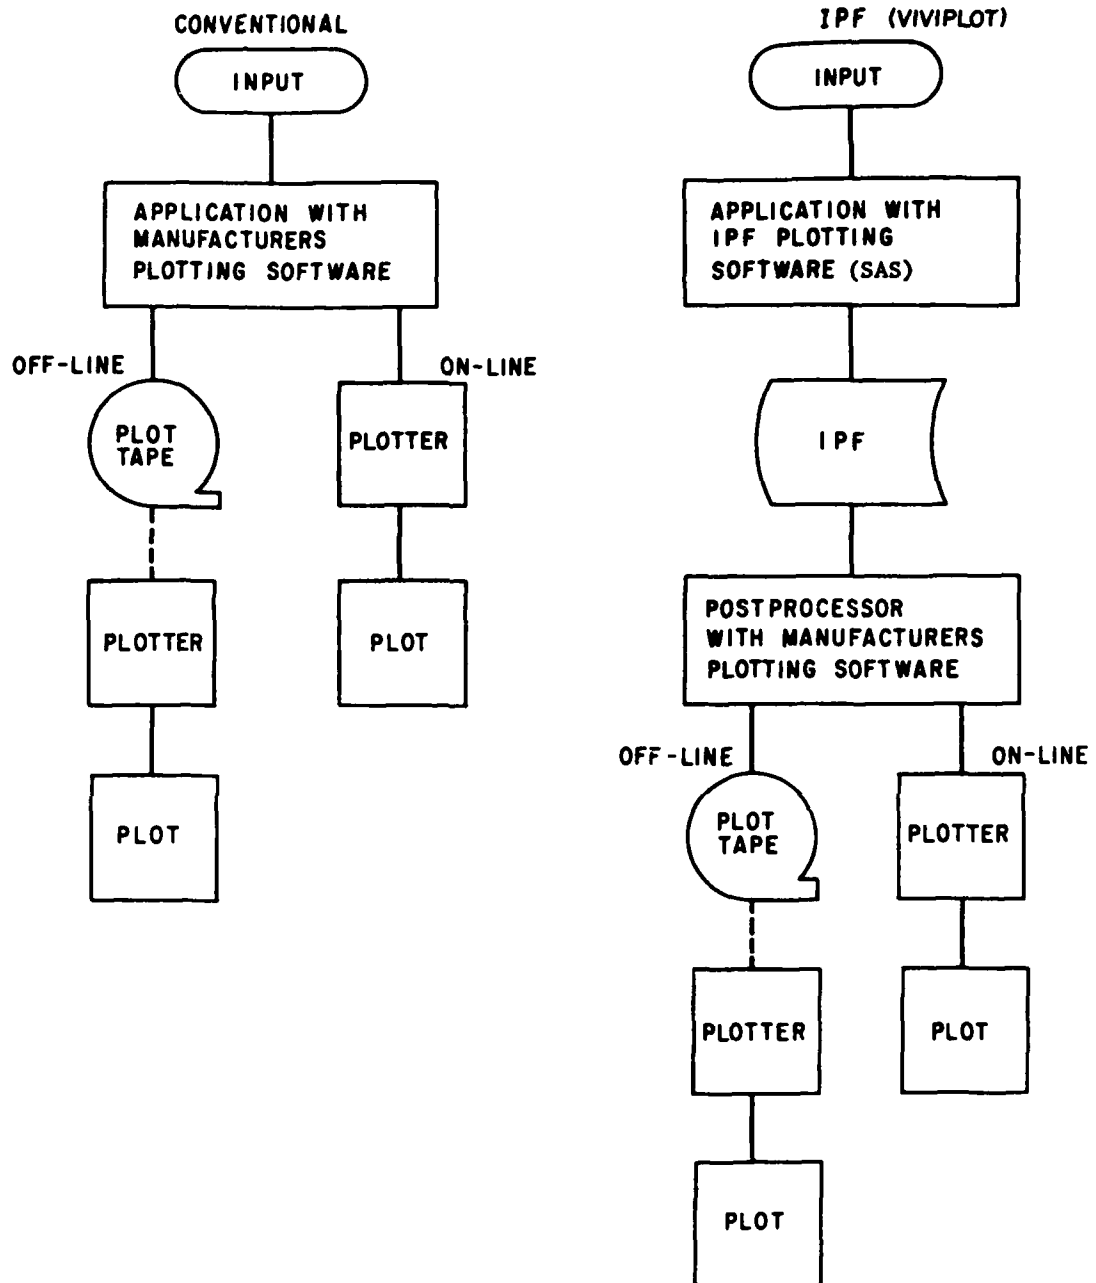 CONVENTIONAL
INPUT
APPLICATION WITH
MANUFACTURERS
PLOTTING SOFTWARE
OFF-LINE
ON-LINE
PLOT
TAPE
PLOTTER
PLOTTER
PLOT
PLOT
IPF (VIVIPLOT)
INPUT
APPLICATION WITH
IPF PLOTTING
SOFTWARE (SAS)
IPF
POSTPROCESSOR
WITH MANUFACTURERS
PLOTTING SOFTWARE
OFF-LINE
ON-LINE
PLOT
TAPE
PLOTTER
PLOTTER
PLOT
PLOT